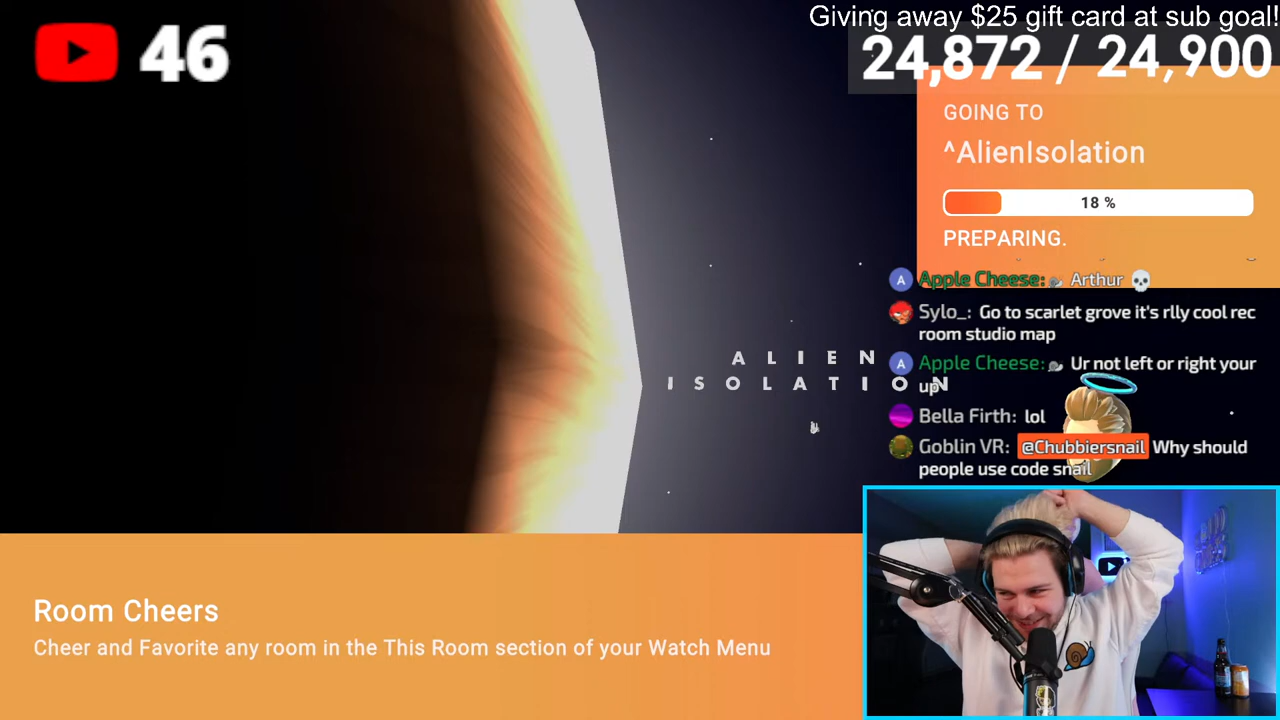 Giving away $25 gift card at sub goal!
46
24,872 / 24,900
GOING TO
^AlienIsolation
18 %
PREPARING.
Apple Cheese: Arthur
Sylo_: Go to scarlet grove it's rlly cool rec
room studio map
Apple Cheese: Ur not left or right your
up
Bella Firth: lol
Goblin VR: @Chubbiersnail Why should
people use code snail
ALIEN
ISOLATION
Room Cheers
Cheer and Favorite any room in the This Room section of your Watch Menu